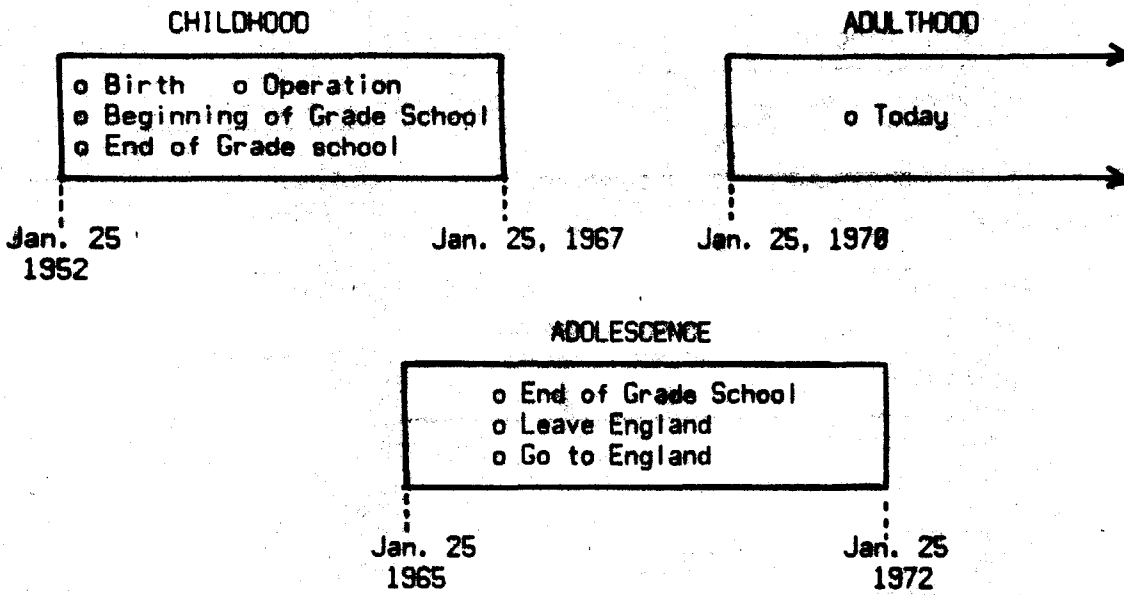 CHILDHOOD
o Birth o Operation
o Beginning of Grade School
o End of Grade school
Jan. 25
1952
Jan. 25, 1967
ADULTHOOD
o Today
Jan. 25, 1970
ADOLESCENCE
o End of Grade School
o Leave England
o Go to England
Jan. 25
1965
Jan. 25
1972